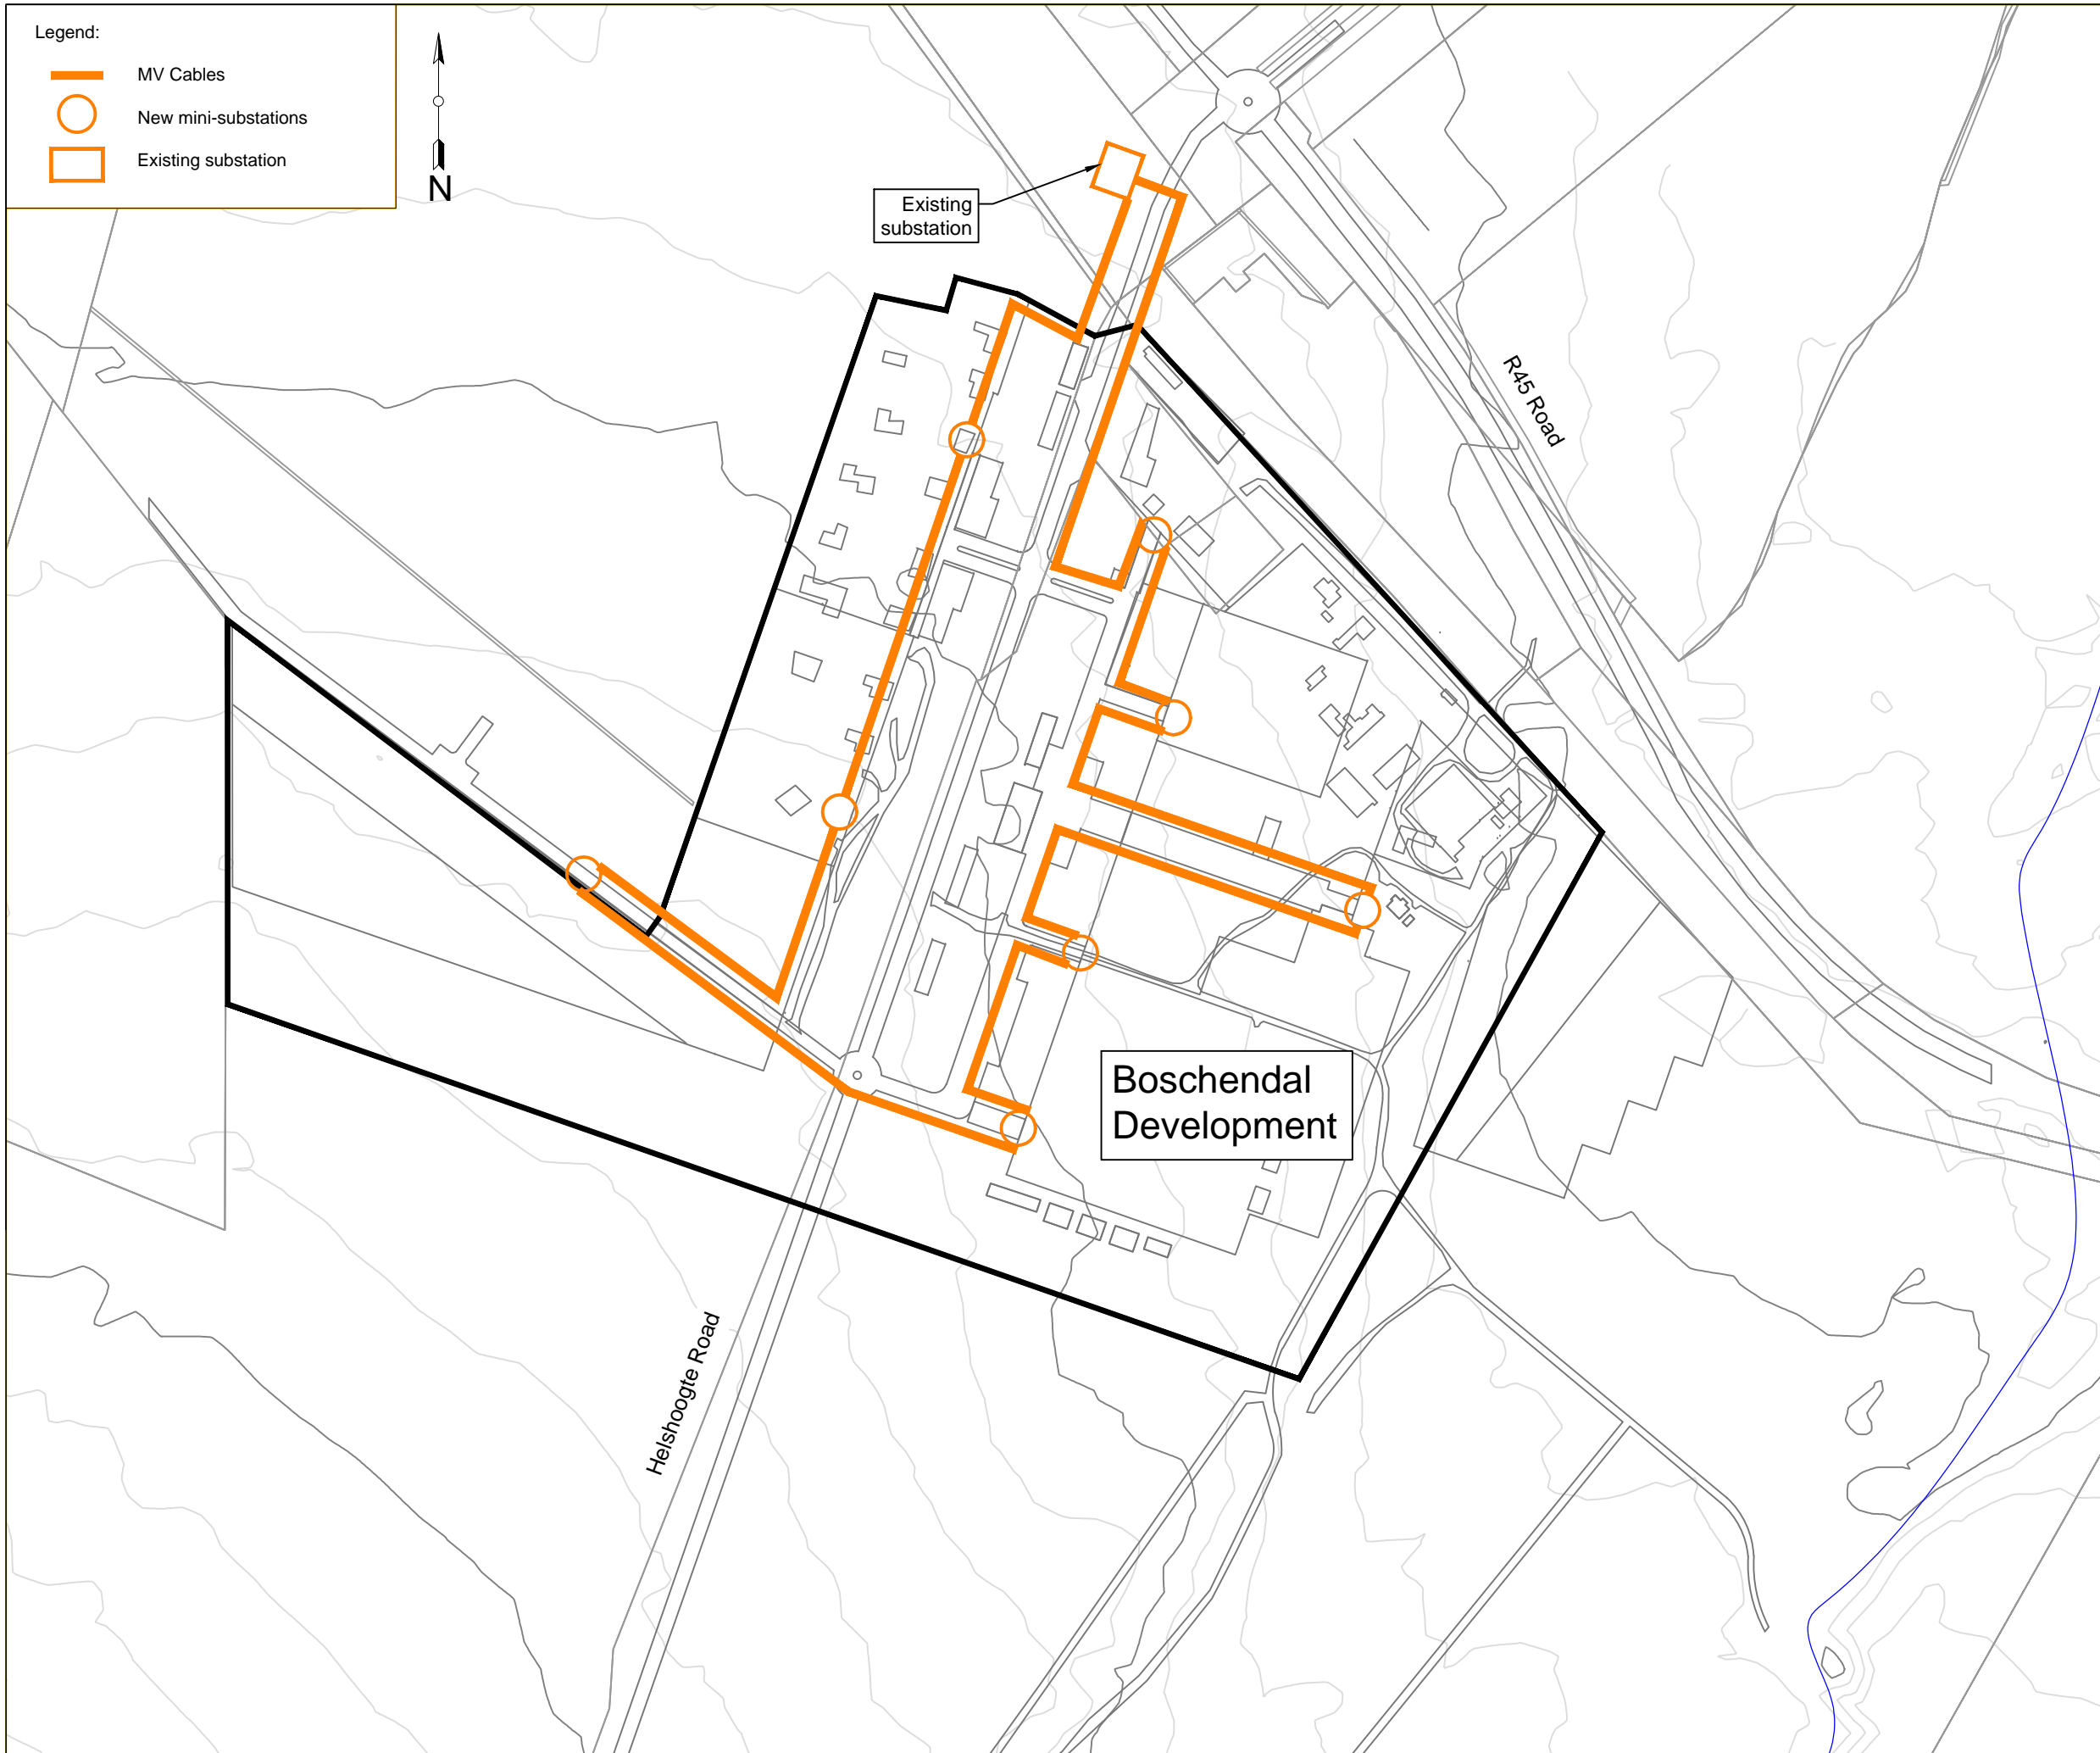 Legend:
MV Cables
New mini-substations
Existing substation
N
Existing
substation
R45 Road
Boschendal
Development
Helshoogte Road